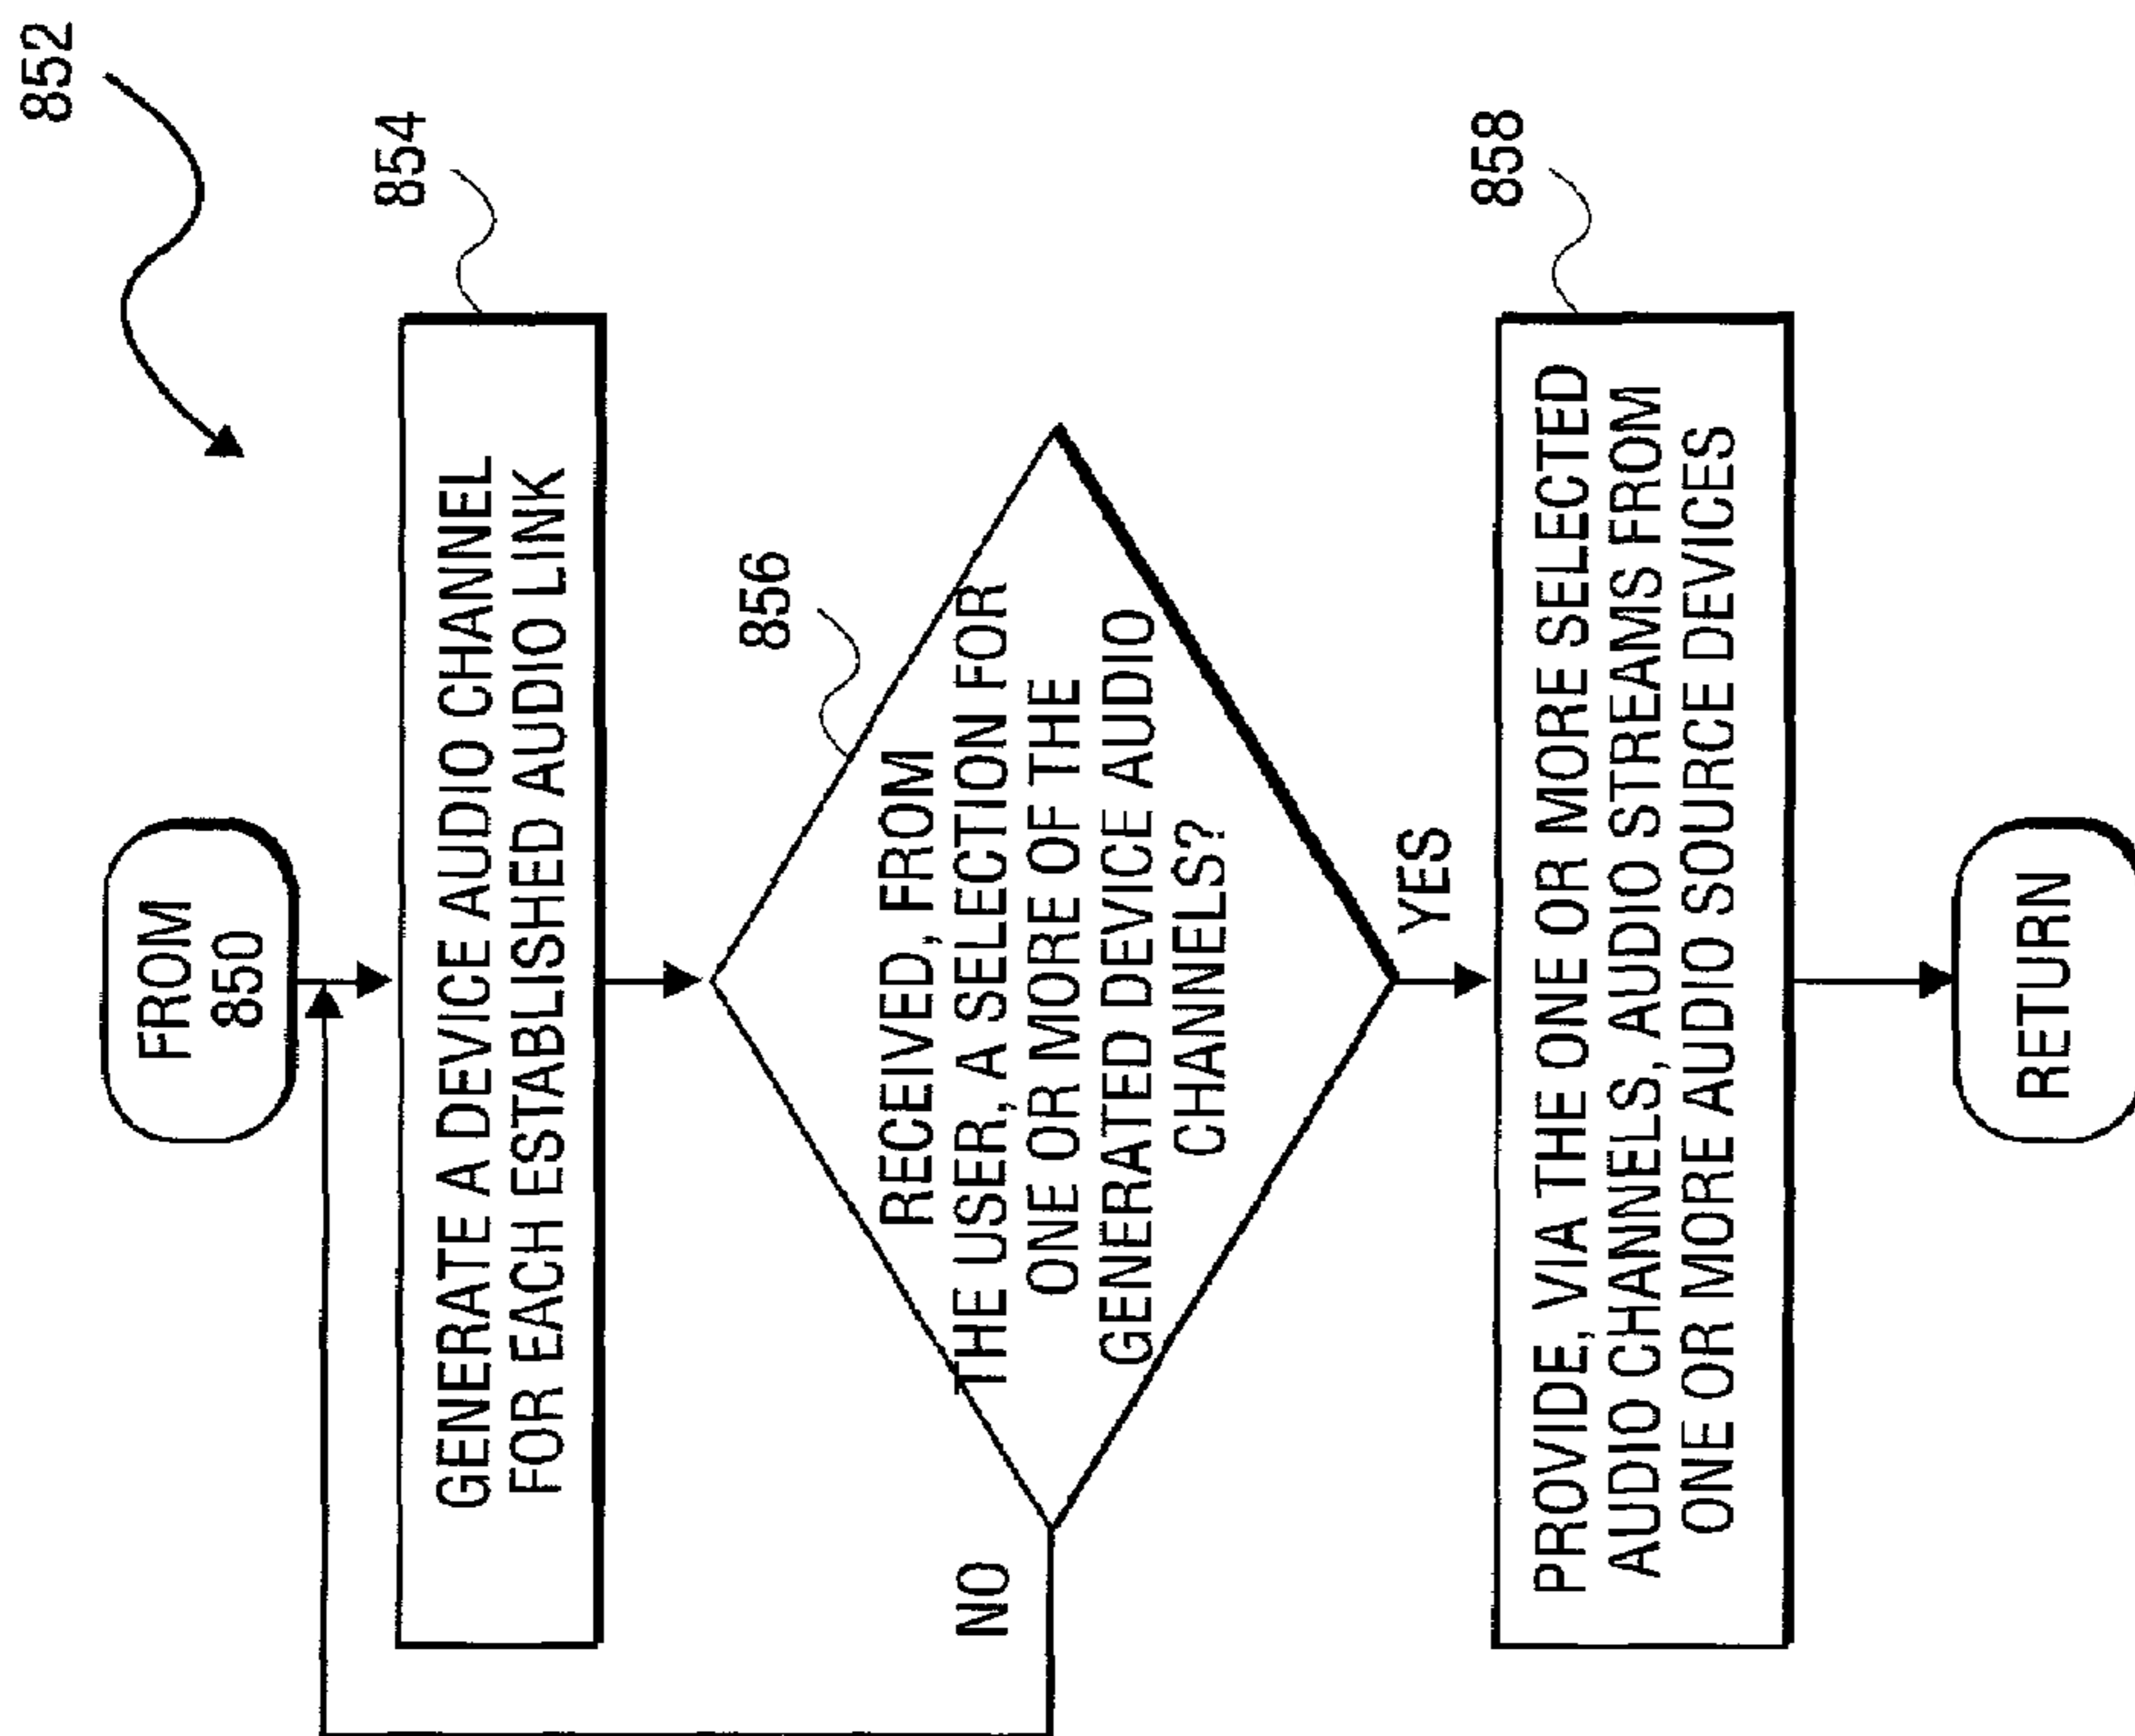 852
FROM
850
854
GENERATE A DEVICE AUDIO CHANNEL
FOR EACH ESTABLISHED AUDIO LINK
856
RECEIVED, FROM
THE USER, A SELECTION FOR
ONE OR MORE OF THE
GENERATED DEVICE AUDIO
CHANNELS?
NO
YES
858
PROVIDE, VIA THE ONE OR MORE SELECTED
AUDIO CHANNELS, AUDIO STREAMS FROM
ONE OR MORE AUDIO SOURCE DEVICES
RETURN